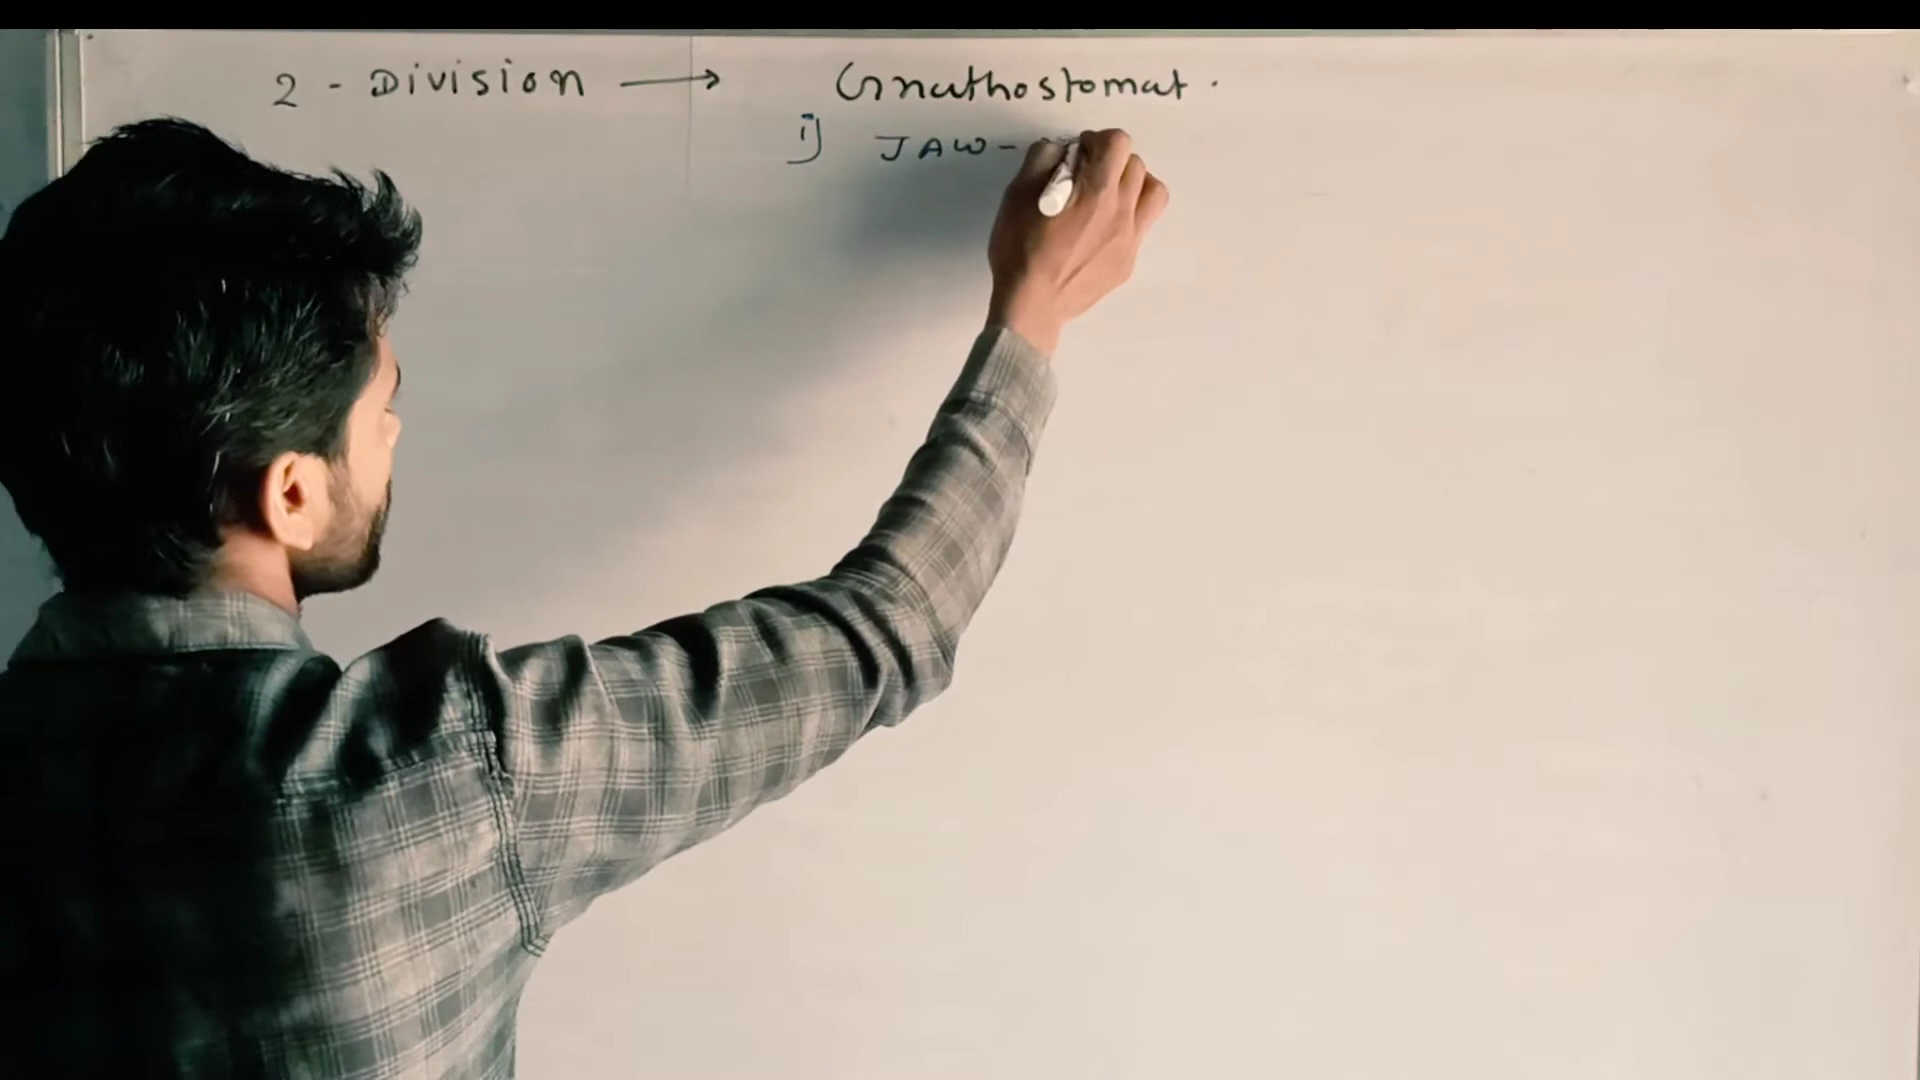 2 - Division → Gnathostomat.
i) JAW -